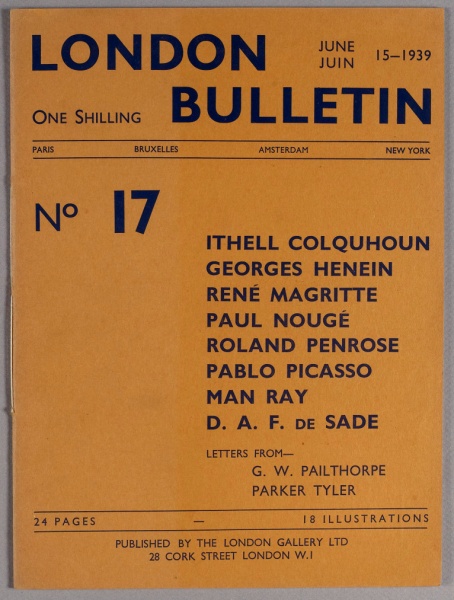 LONDON JUNE 15–1939
JUIN
ONE SHILLING BULLETIN
PARIS BRUXELLES AMSTERDAM NEW YORK
Nº 17
ITHELL COLQUHOUN
GEORGES HENEIN
RENÉ MAGRITTE
PAUL NOUGÉ
ROLAND PENROSE
PABLO PICASSO
MAN RAY
D. A. F. DE SADE
LETTERS FROM—
G. W. PAILTHORPE
PARKER TYLER
24 PAGES — 18 ILLUSTRATIONS
PUBLISHED BY THE LONDON GALLERY LTD
28 CORK STREET LONDON W.1